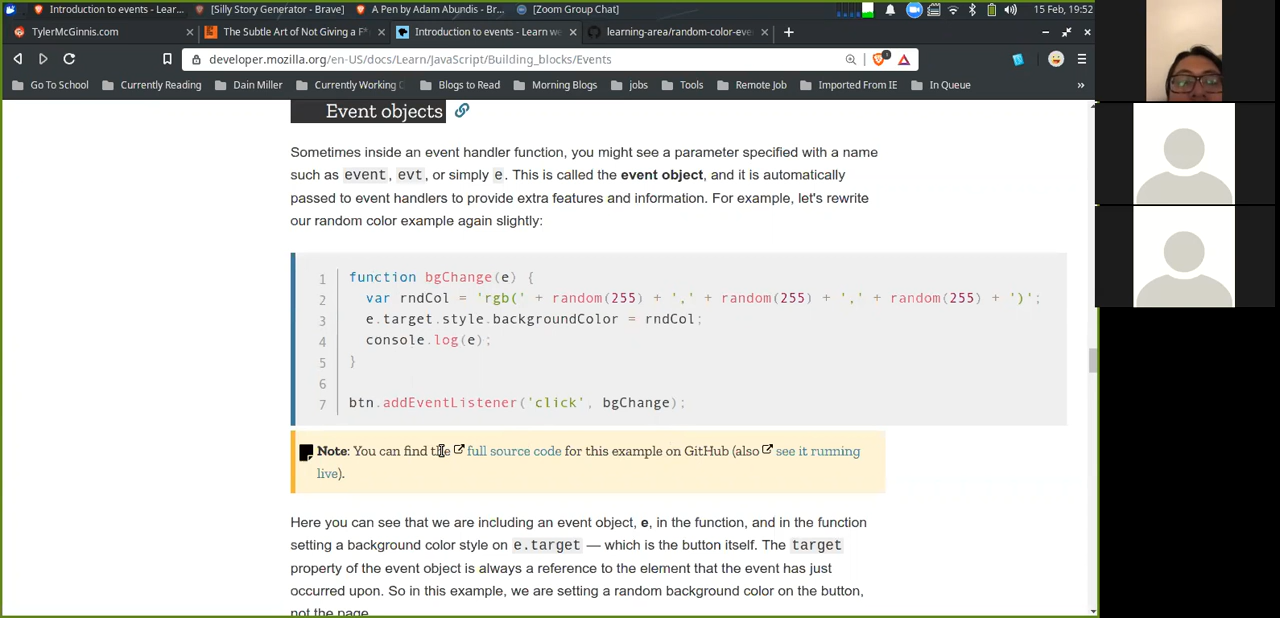 Introduction to events - Lear...
[Silly Story Generator - Brave]
A Pen by Adam Abundis - Br...
[Zoom Group Chat]
15 Feb, 19:52
TylerMcGinnis.com
The Subtle Art of Not Giving a F*
Introduction to events - Learn we
learning-area/random-color-eve
developer.mozilla.org/en-US/docs/Learn/JavaScript/Building_blocks/Events
Go To School
Currently Reading
Dain Miller
Currently Working
Blogs to Read
Morning Blogs
jobs
Tools
Remote Job
Imported From IE
In Queue
»
Event objects
Sometimes inside an event handler function, you might see a parameter specified with a name
such as event, evt, or simply e. This is called the event object, and it is automatically
passed to event handlers to provide extra features and information. For example, let's rewrite
our random color example again slightly:
1 function bgChange(e) {
2 var rndCol = 'rgb(' + random(255) + ',' + random(255) + ',' + random(255) + ')';
3 e.target.style.backgroundColor = rndCol;
4 console.log(e);
5 }
6
7 btn.addEventListener('click', bgChange);
Note: You can find the full source code for this example on GitHub (also see it running
live).
Here you can see that we are including an event object, e, in the function, and in the function
setting a background color style on e.target — which is the button itself. The target
property of the event object is always a reference to the element that the event has just
occurred upon. So in this example, we are setting a random background color on the button,
not the page.